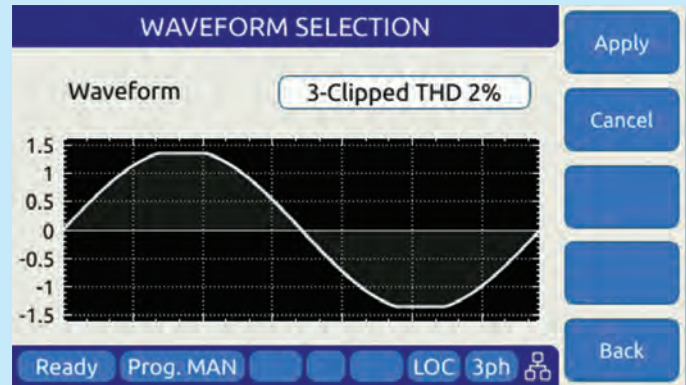 WAVEFORM SELECTION
Apply
Waveform
3-Clipped THD 2%
Cancel
1.5
1
0.5
0
-0.5
-1
-1.5
Ready
Prog. MAN
LOC
3ph
Back